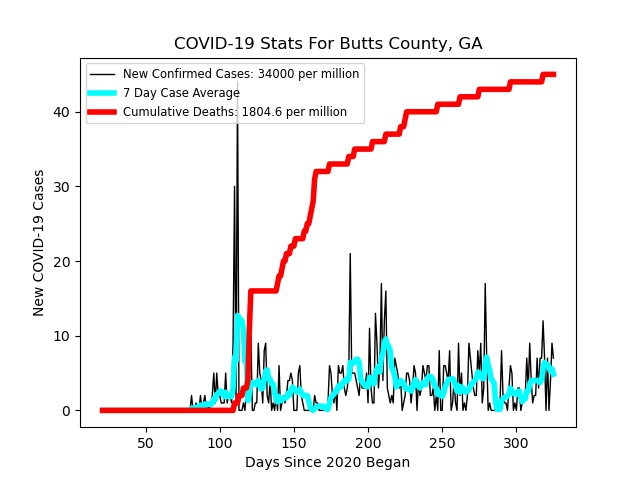 COVID-19 Stats For Butts County, GA
New Confirmed Cases: 34000 per million
7 Day Case Average
Cumulative Deaths: 1804.6 per million
New COVID-19 Cases
40
30
20
10
0
50 100 150 200 250 300
Days Since 2020 Began